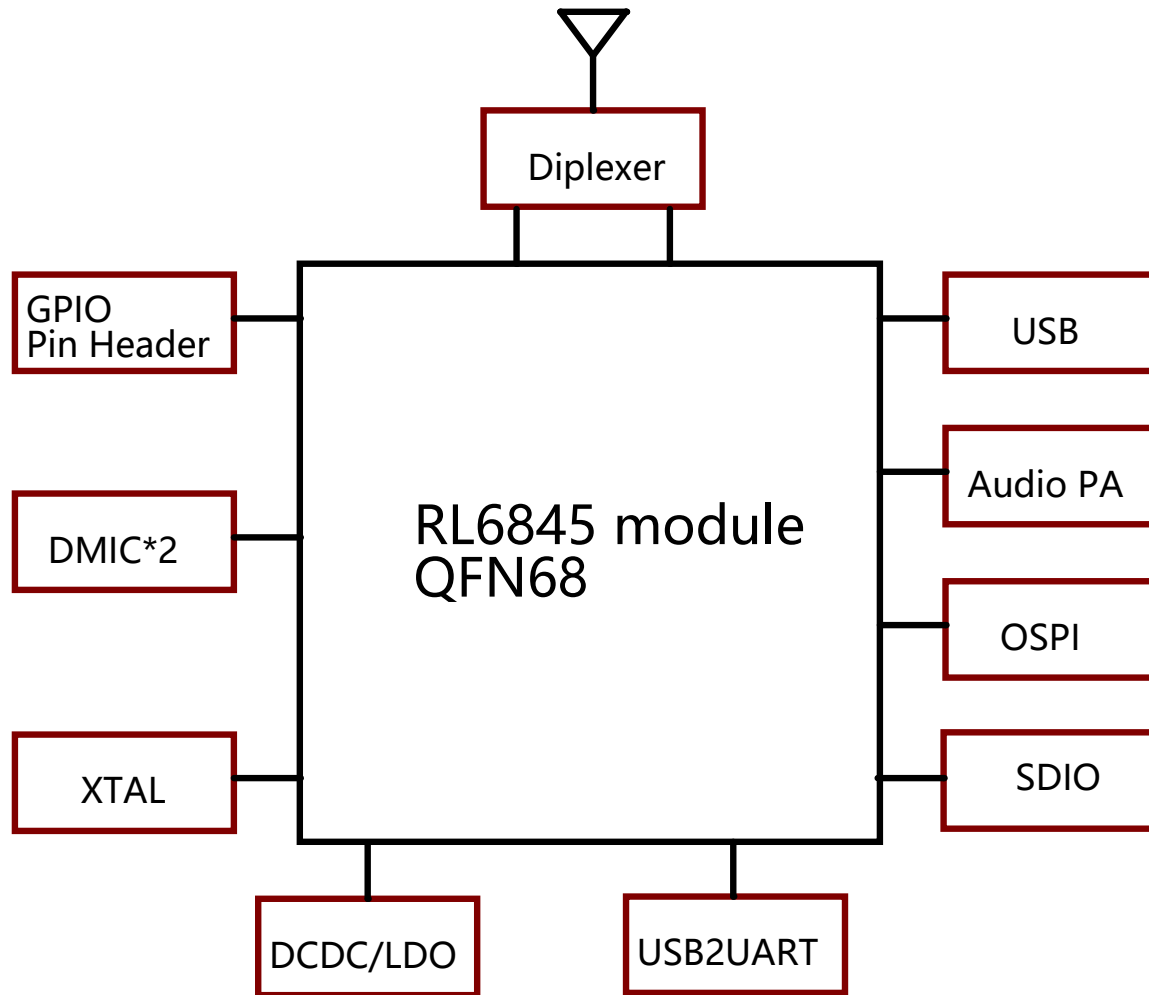 Diplexer
GPIO
Pin Header
USB
Audio PA
RL6845 module
QFN68
DMIC*2
OSPI
XTAL
SDIO
DCDC/LDO
USB2UART